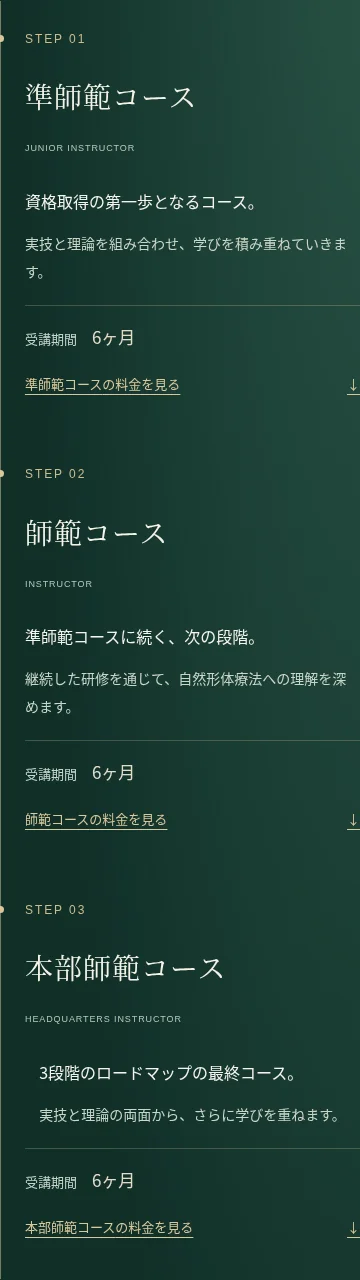 STEP 01
準師範コース
JUNIOR INSTRUCTOR
資格取得の第一歩となるコース。
実技と理論を組み合わせ、学びを積み重ねていきま
す。
受講期間 6ヶ月
準師範コースの料金を見る ↓
STEP 02
師範コース
INSTRUCTOR
準師範コースに続く、次の段階。
継続した研修を通じて、自然形体療法への理解を深
めます。
受講期間 6ヶ月
師範コースの料金を見る ↓
STEP 03
本部師範コース
HEADQUARTERS INSTRUCTOR
3段階のロードマップの最終コース。
実技と理論の両面から、さらに学びを重ねます。
受講期間 6ヶ月
本部師範コースの料金を見る ↓